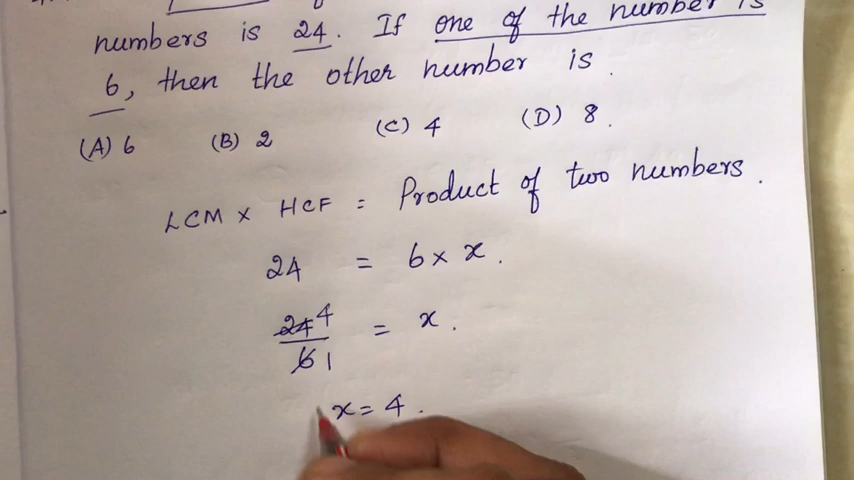 numbers is 24. If one of the number is
6, then the other number is.
(A) 6 (B) 2 (C) 4 (D) 8.
LCM x HCF = Product of two numbers.
24 = 6 x x.
24 4
= x.
6 1
x = 4.